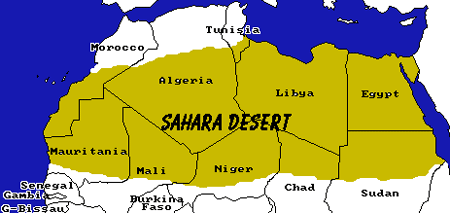 Tunisia
Morocco
Algeria
Libya
Egypt
SAHARA DESERT
Mauritania
Mali
Niger
Chad
Sudan
Senegal
Gambia
G-Bissau
Burkina
Faso